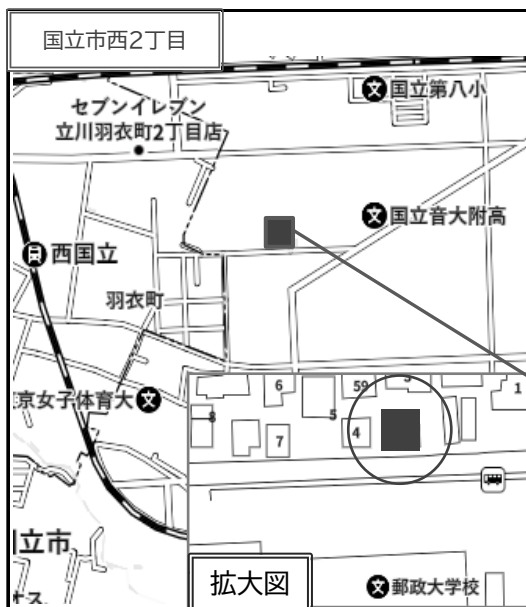 国立市西2丁目
国立第八小
セブンイレブン
立川羽衣町2丁目店
国立音大附高
西国立
羽衣町
京女子体育大
立市
6
59
1
8
5
4
7
拡大図
郵政大学校